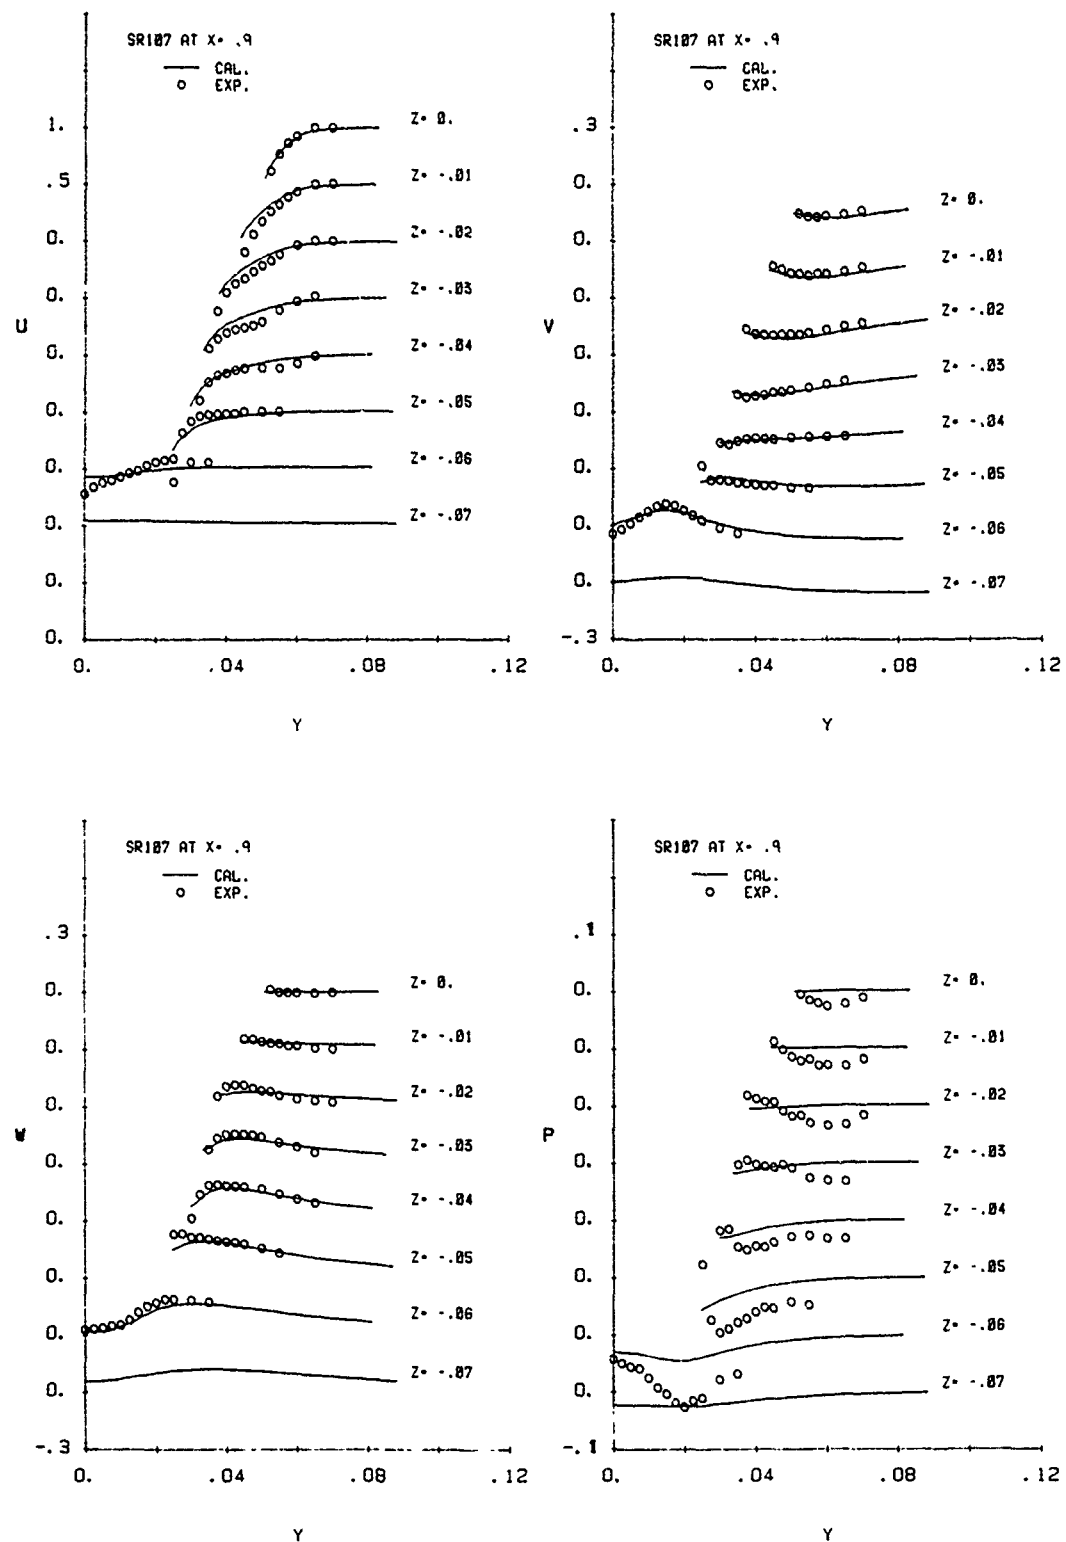 SR107 AT X= .9
CAL.
EXP.
1.
.5
0.
0.
0.
0.
0.
0.
0.
0.
U
Z= 0.
Z= -.01
Z= -.02
Z= -.03
Z= -.04
Z= -.05
Z= -.06
Z= -.07
0.
.04
.08
.12
Y
SR107 AT X= .9
CAL.
EXP.
.3
0.
0.
0.
0.
0.
0.
0.
0.
-.3
V
Z= 0.
Z= -.01
Z= -.02
Z= -.03
Z= -.04
Z= -.05
Z= -.06
Z= -.07
0.
.04
.08
.12
Y
SR107 AT X= .9
CAL.
EXP.
.3
0.
0.
0.
0.
0.
0.
0.
0.
-.3
W
Z= 0.
Z= -.01
Z= -.02
Z= -.03
Z= -.04
Z= -.05
Z= -.06
Z= -.07
0.
.04
.08
.12
Y
SR107 AT X= .9
CAL.
EXP.
.1
0.
0.
0.
0.
0.
0.
0.
0.
-.1
P
Z= 0.
Z= -.01
Z= -.02
Z= -.03
Z= -.04
Z= -.05
Z= -.06
Z= -.07
0.
.04
.08
.12
Y